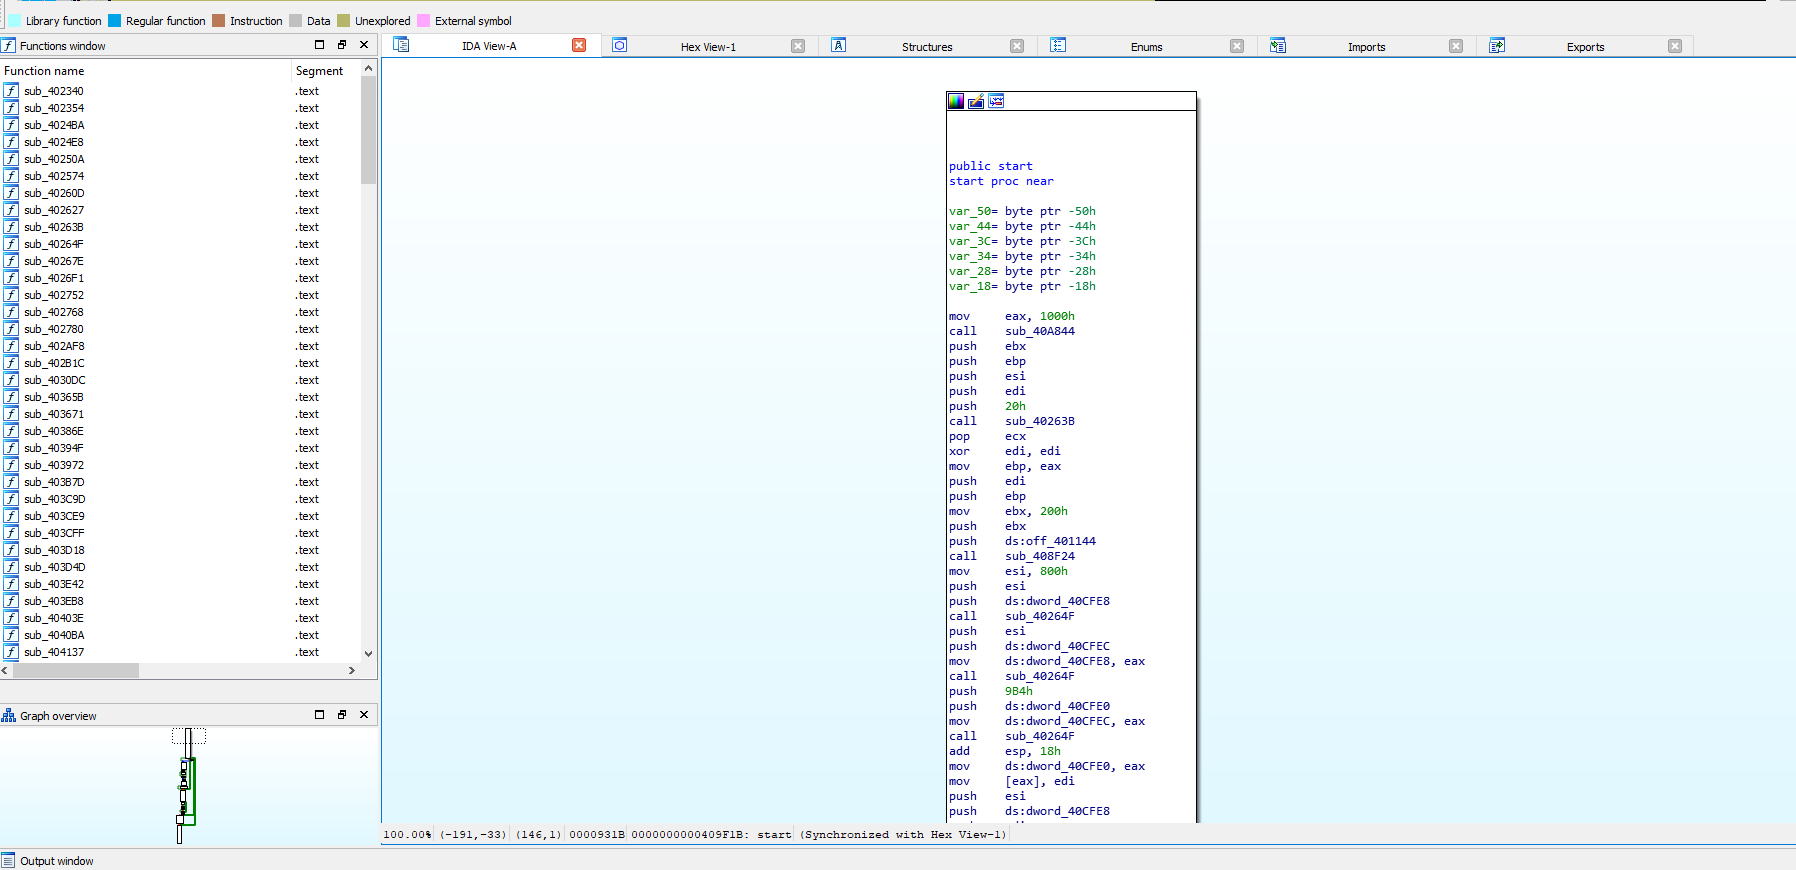 Library function Regular function Instruction Data Unexplored External symbol
Functions window
IDA View-A Hex View-1 Structures Enums Imports Exports
Function name Segment
sub_402340 .text
sub_402354 .text
sub_4024BA .text
sub_4024E8 .text
sub_40250A .text
sub_402574 .text
sub_40260D .text
sub_402627 .text
sub_40263B .text
sub_40264F .text
sub_40267E .text
sub_4026F1 .text
sub_402752 .text
sub_402768 .text
sub_402780 .text
sub_402AF8 .text
sub_402B1C .text
sub_4030DC .text
sub_40365B .text
sub_403671 .text
sub_40386E .text
sub_40394F .text
sub_403972 .text
sub_403B7D .text
sub_403C9D .text
sub_403CE9 .text
sub_403CFF .text
sub_403D18 .text
sub_403D4D .text
sub_403E42 .text
sub_403EB8 .text
sub_40403E .text
sub_4040BA .text
sub_404137 .text
Graph overview
public start
start proc near
var_50= byte ptr -50h
var_44= byte ptr -44h
var_3C= byte ptr -3Ch
var_34= byte ptr -34h
var_28= byte ptr -28h
var_18= byte ptr -18h
mov eax, 1000h
call sub_40A844
push ebx
push ebp
push esi
push edi
push 20h
call sub_40263B
pop ecx
xor edi, edi
mov ebp, eax
push edi
push ebp
mov ebx, 200h
push ebx
push ds:off_401144
call sub_408F24
mov esi, 800h
push esi
push ds:dword_40CFE8
call sub_40264F
push esi
push ds:dword_40CFEC
mov ds:dword_40CFE8, eax
call sub_40264F
push 9B4h
push ds:dword_40CFE0
mov ds:dword_40CFEC, eax
call sub_40264F
add esp, 18h
mov ds:dword_40CFE0, eax
mov [eax], edi
push esi
push ds:dword_40CFE8
100.00% (-191,-33) (146,1) 0000931B 0000000000409F1B: start (Synchronized with Hex View-1)
Output window